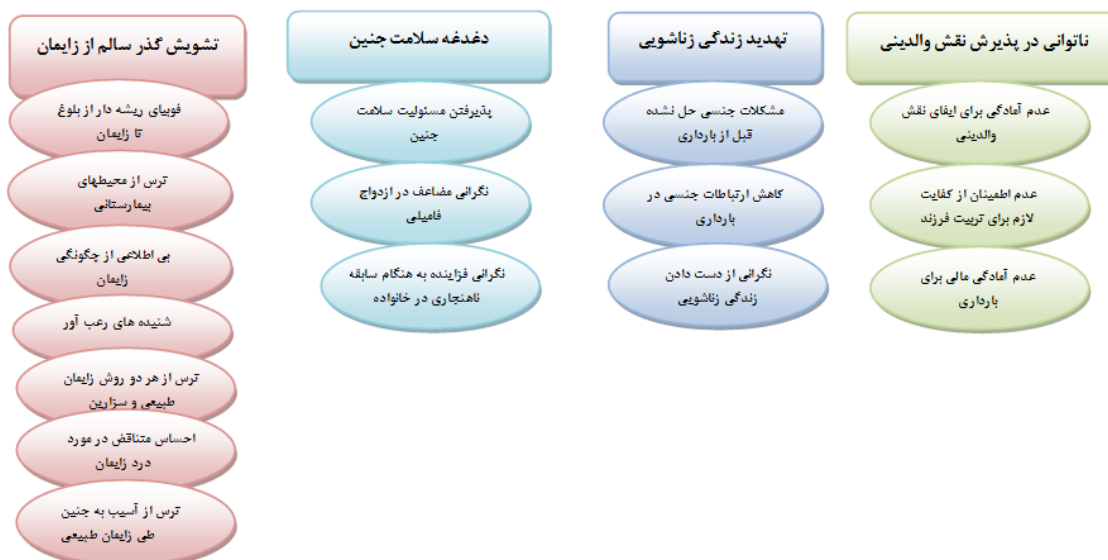 ناتوانی در پذیرش نقش والدینی
عدم آمادگی برای ایفای نقش
والدینی
عدم اطمینان از کفایت
لازم برای تربیت فرزند
عدم آمادگی مالی برای
بارداری
تهدید زندگی زناشویی
مشکلات جنسی حل نشده
قبل از بارداری
کاهش ارتباطات جنسی در
بارداری
نگرانی از دست دادن
زندگی زناشویی
دغدغه سلامت جنین
پذیرفتن مسئولیت سلامت
جنین
نگرانی مضاعف در ازدواج
فامیلی
نگرانی فزاینده به هنگام سابقه
ناهنجاری در خانواده
تشویش گذر سالم از زایمان
فوبیای ریشه دار از بلوغ
تا زایمان
ترس از محیطهای
بیمارستانی
بی اطلاعی از چگونگی
زایمان
شنیده های رعب آور
ترس از هر دو روش زایمان
طبیعی و سزارین
احساس متناقض در مورد
درد زایمان
ترس از آسیب به جنین
طی زایمان طبیعی